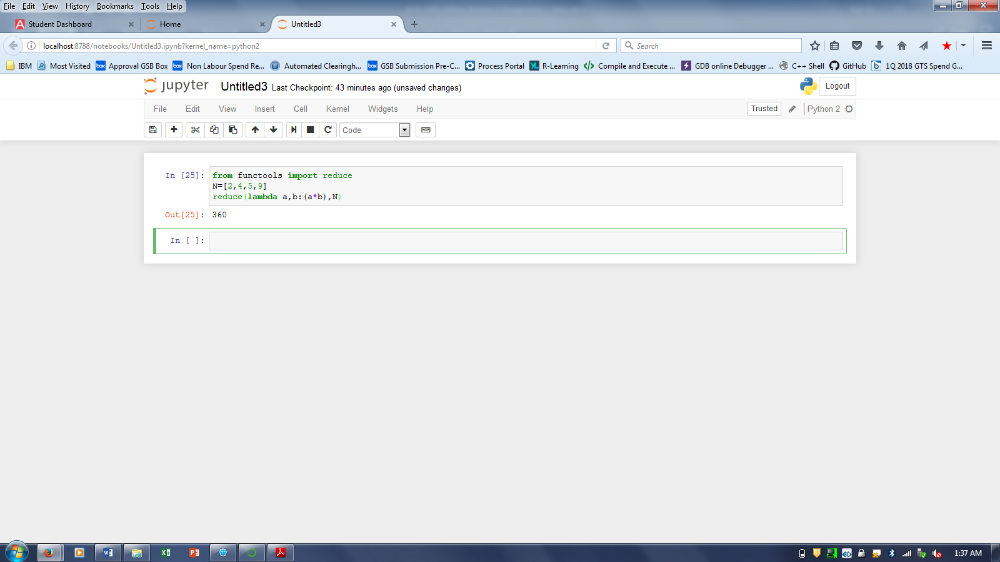 File Edit View History Bookmarks Tools Help
Student Dashboard Home Untitled3
localhost:8788/notebooks/Untitled3.ipynb?kernel_name=python2 Search
IBM Most Visited Approval GSB Box Non Labour Spend Re... Automated Clearingh... GSB Submission Pre-C... Process Portal R-Learning Compile and Execute ... GDB online Debugger ... C++ Shell GitHub 1Q 2018 GTS Spend G...
jupyter Untitled3 Last Checkpoint: 43 minutes ago (unsaved changes) Logout
File Edit View Insert Cell Kernel Widgets Help Trusted Python 2
Code
In [25]: from functools import reduce
N=[2,4,5,9]
reduce(lambda a,b:(a*b),N)
Out[25]: 360
In [ ]:
1:37 AM